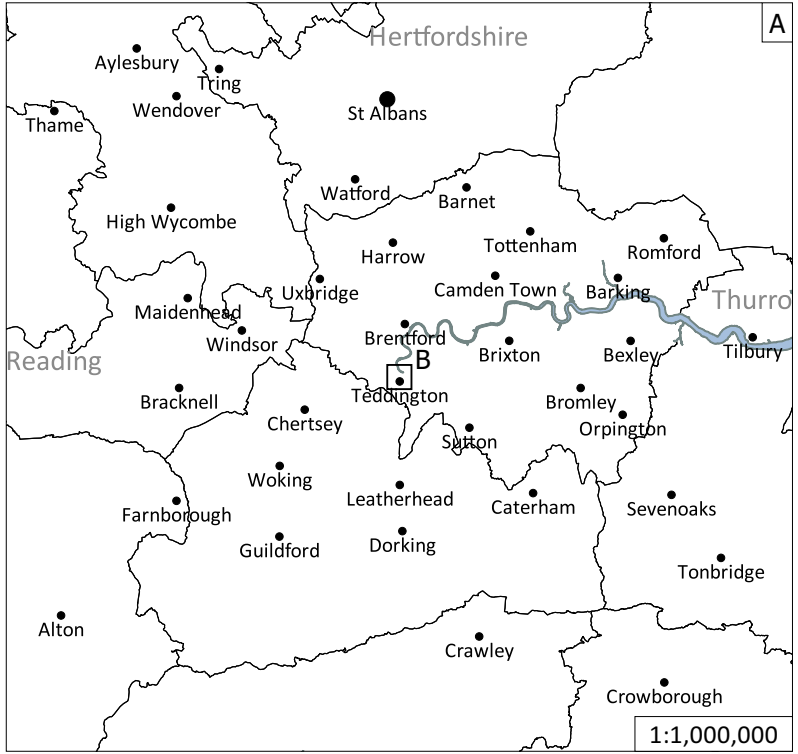 A
Hertfordshire
Aylesbury
Tring
Wendover
St Albans
Thame
Watford
Barnet
High Wycombe
Harrow
Tottenham
Romford
Uxbridge
Camden Town
Barking
Thurro
Maidenhead
Windsor
Brentford
Brixton
Bexley
Tilbury
Reading
B
Teddington
Bracknell
Bromley
Chertsey
Orpington
Sutton
Woking
Leatherhead
Caterham
Sevenoaks
Farnborough
Guildford
Dorking
Tonbridge
Alton
Crawley
Crowborough
1:1,000,000